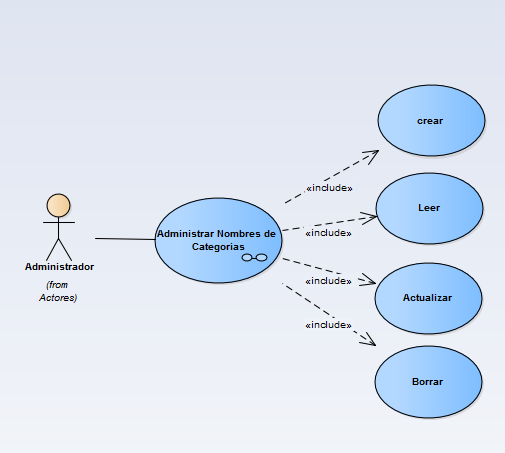 crear
«include»
Leer
Administrar Nombres de
Categorias
«include»
Administrador
(from
Actores)
«include»
Actualizar
«include»
Borrar